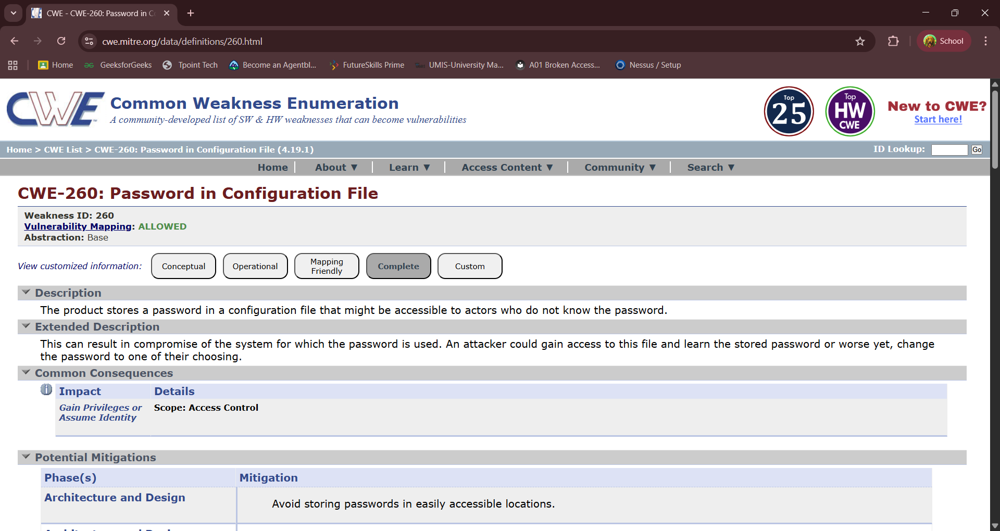 CWE - CWE-260: Password in C
cwe.mitre.org/data/definitions/260.html
School
Home
GeeksforGeeks
Tpoint Tech
Become an Agentbl...
FutureSkills Prime
UMIS-University Ma...
A01 Broken Access...
Nessus / Setup
CWE
Common Weakness Enumeration
A community-developed list of SW & HW weaknesses that can become vulnerabilities
Top
25
Top
HW
CWE
New to CWE?
Start here!
Home > CWE List > CWE-260: Password in Configuration File (4.19.1)
ID Lookup:
Go
Home
About ▼
Learn ▼
Access Content ▼
Community ▼
Search ▼
CWE-260: Password in Configuration File
Weakness ID: 260
Vulnerability Mapping: ALLOWED
Abstraction: Base
View customized information:
Conceptual
Operational
Mapping
Friendly
Complete
Custom
Description
The product stores a password in a configuration file that might be accessible to actors who do not know the password.
Extended Description
This can result in compromise of the system for which the password is used. An attacker could gain access to this file and learn the stored password or worse yet, change
the password to one of their choosing.
Common Consequences
Impact
Details
Gain Privileges or
Assume Identity
Scope: Access Control
Potential Mitigations
Phase(s)
Mitigation
Architecture and Design
Avoid storing passwords in easily accessible locations.